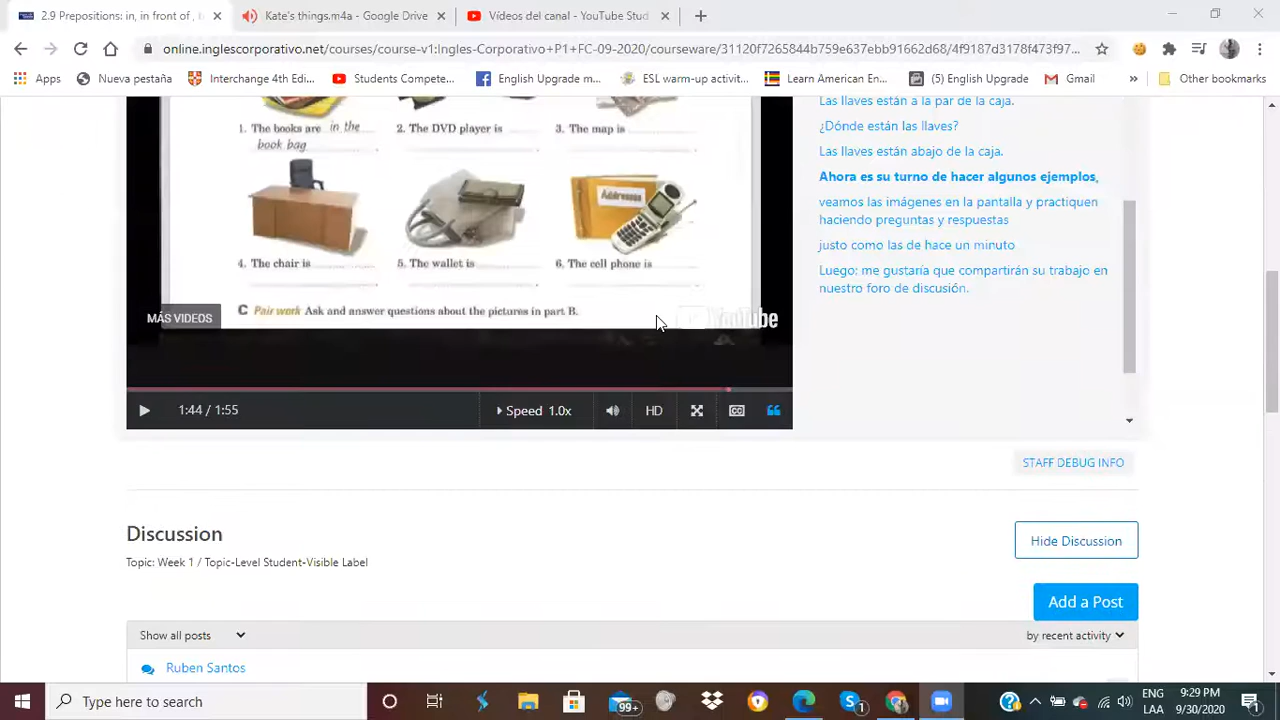 2.9 Prepositions: in, in front of ,
Kate's things.m4a - Google Drive
Vídeos del canal - YouTube Stud
online.inglescorporativo.net/courses/course-v1:Ingles-Corporativo+P1+FC-09-2020/courseware/31120f7265844b759e637ebb91662d68/4f9187d3178f473f97...
Apps
Nueva pestaña
Interchange 4th Edi...
Students Compete...
English Upgrade m...
ESL warm-up activit...
Learn American En...
(5) English Upgrade
Gmail
»
Other bookmarks
1. The books are in the
book bag
2. The DVD player is
3. The map is
Addresses
4. The chair is
5. The wallet is
6. The cell phone is
C Pair work Ask and answer questions about the pictures in part B.
MÁS VIDEOS
YouTube
1:44 / 1:55
Speed 1.0x
HD
Las llaves están a la par de la caja.
¿Dónde están las llaves?
Las llaves están abajo de la caja.
Ahora es su turno de hacer algunos ejemplos,
veamos las imágenes en la pantalla y practiquen
haciendo preguntas y respuestas
justo como las de hace un minuto
Luego; me gustaría que compartirán su trabajo en
nuestro foro de discusión.
STAFF DEBUG INFO
Discussion
Hide Discussion
Topic: Week 1 / Topic-Level Student-Visible Label
Add a Post
Show all posts
by recent activity
Ruben Santos
Type here to search
99+
1
ENG
LAA
9:29 PM
9/30/2020
1